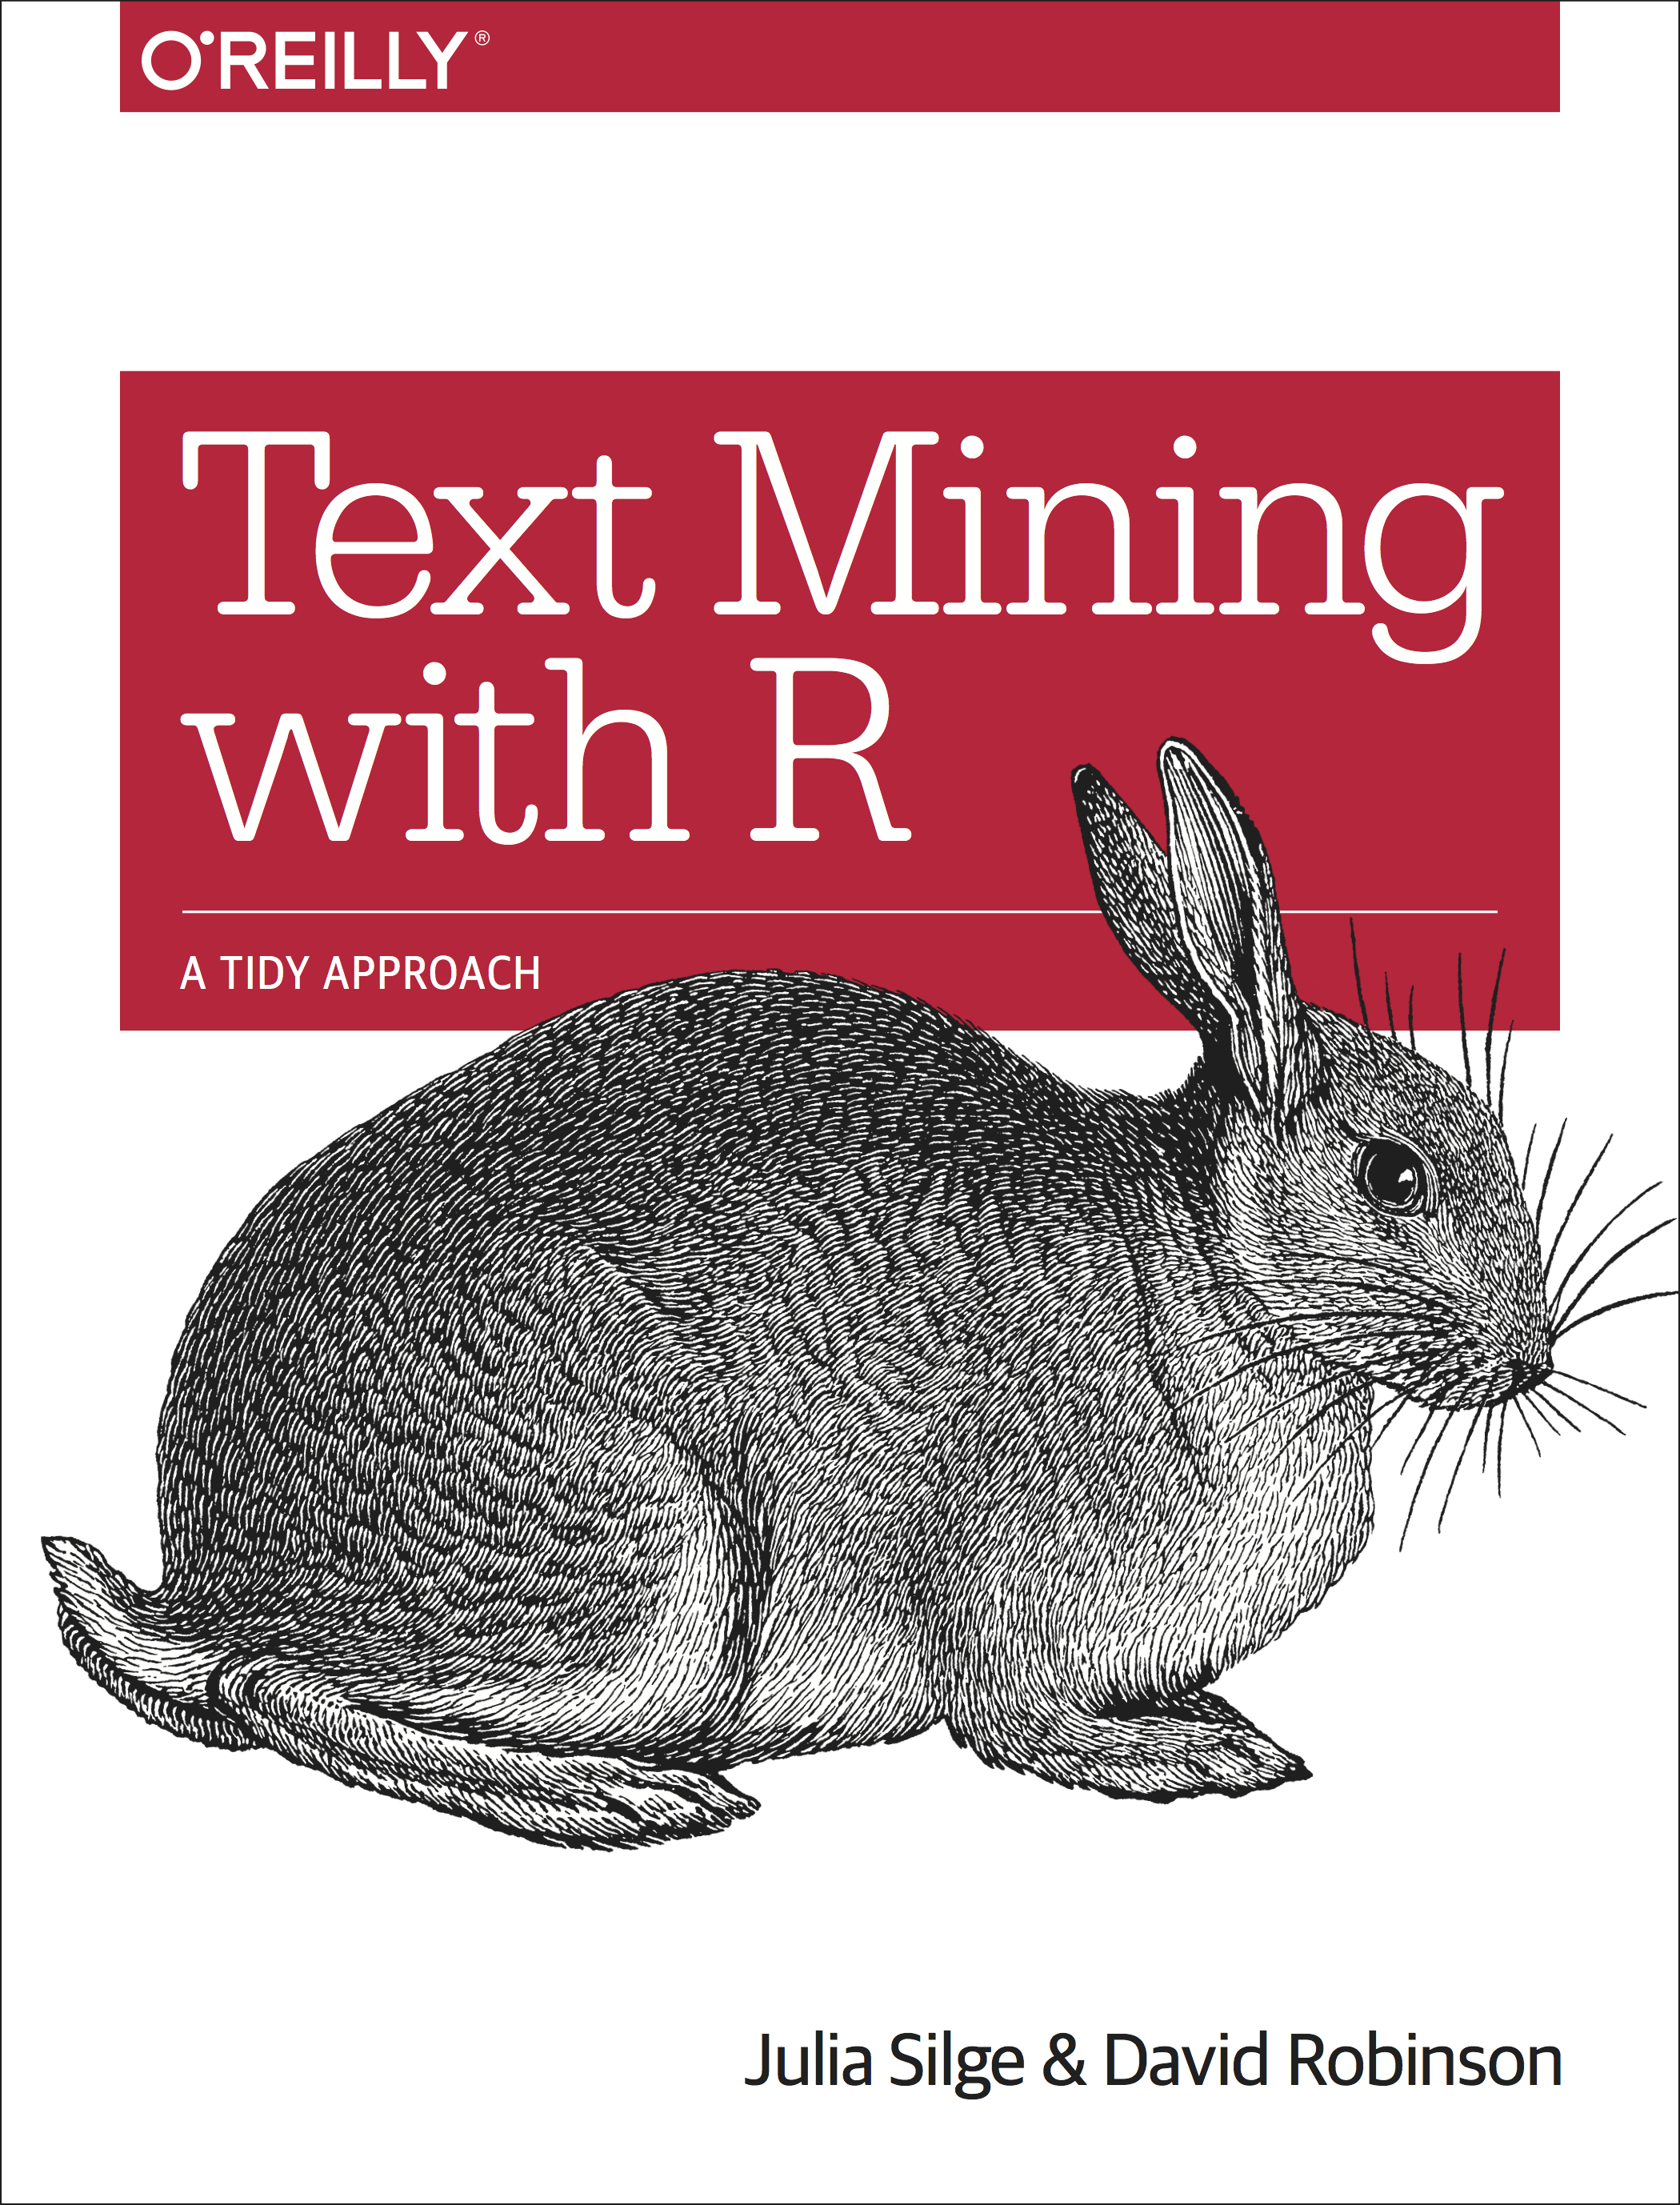 O'REILLY®
Text Mining
with R
A TIDY APPROACH
Julia Silge & David Robinson